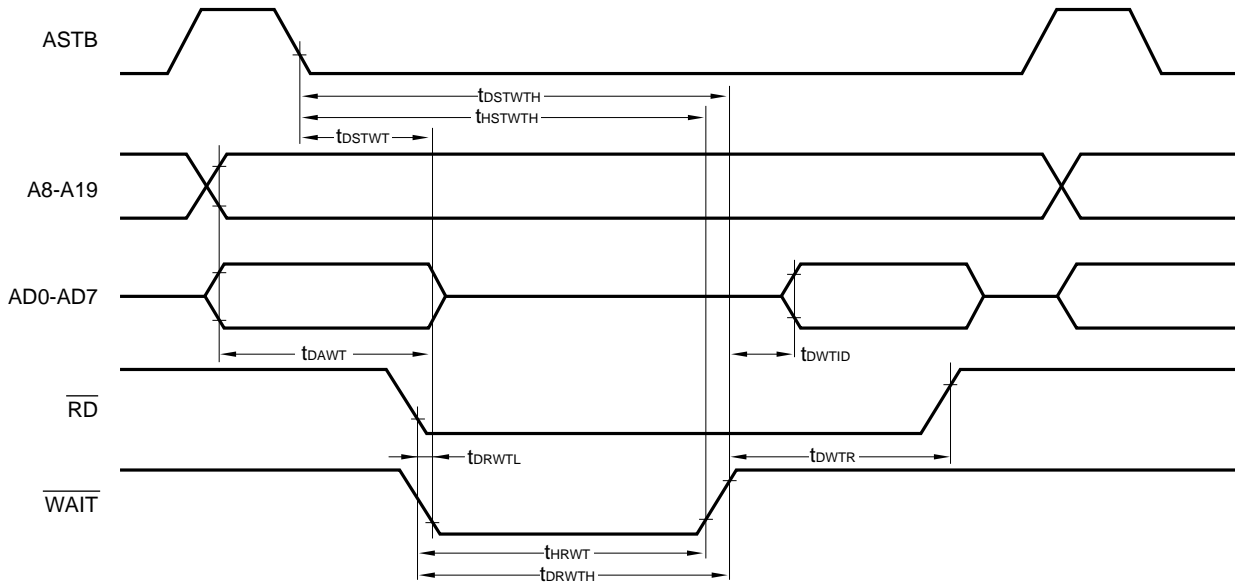 ASTB
tDSTWTH
tHSTWTH
tDSTWT
A8-A19
AD0-AD7
tDAWT
tDWTID
RD
tDRWTL
tDWTR
WAIT
tHRWT
tDRWTH